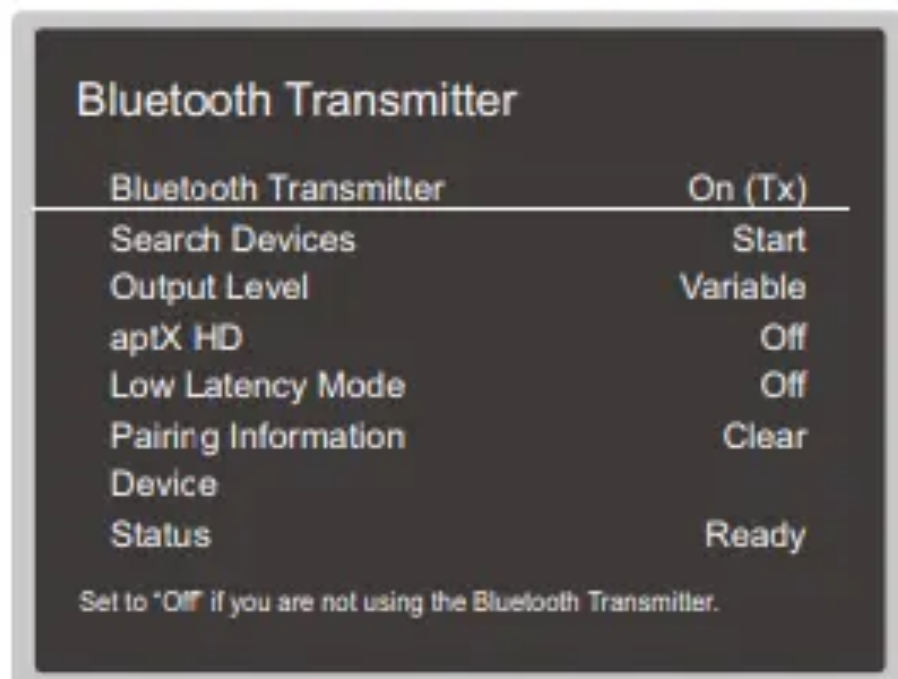 Bluetooth Transmitter
Bluetooth Transmitter On (Tx)
Search Devices Start
Output Level Variable
aptX HD Off
Low Latency Mode Off
Pairing Information Clear
Device
Status Ready
Set to "Off" if you are not using the Bluetooth Transmitter.